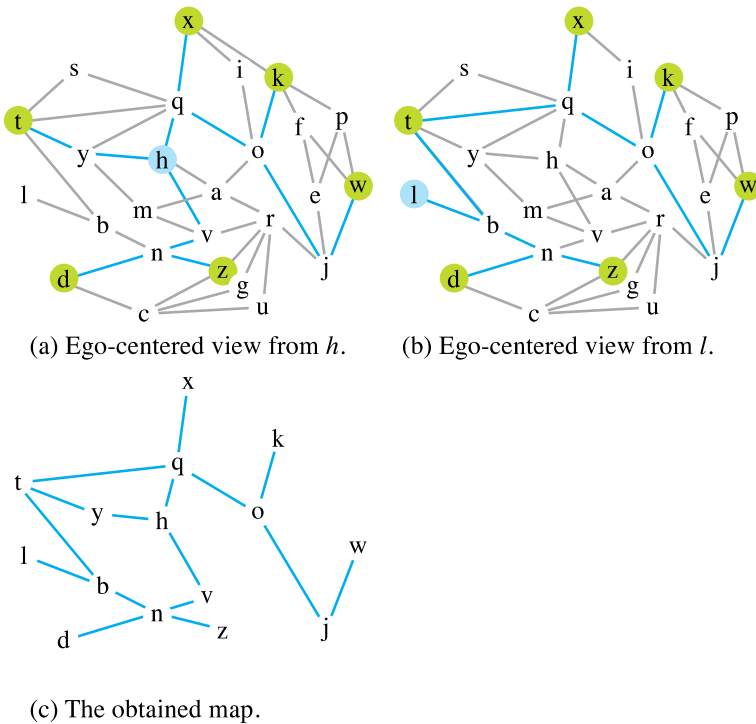 x x
s i k s i k
q q
t f p t f p
y h o y h o
l m a e w l m a e w
b v r b v r
n j n j
d z g d z g
c u c u
(a) Ego-centered view from h. (b) Ego-centered view from l.
x
q k
t
y h o
l w
b v
n j
d z
(c) The obtained map.